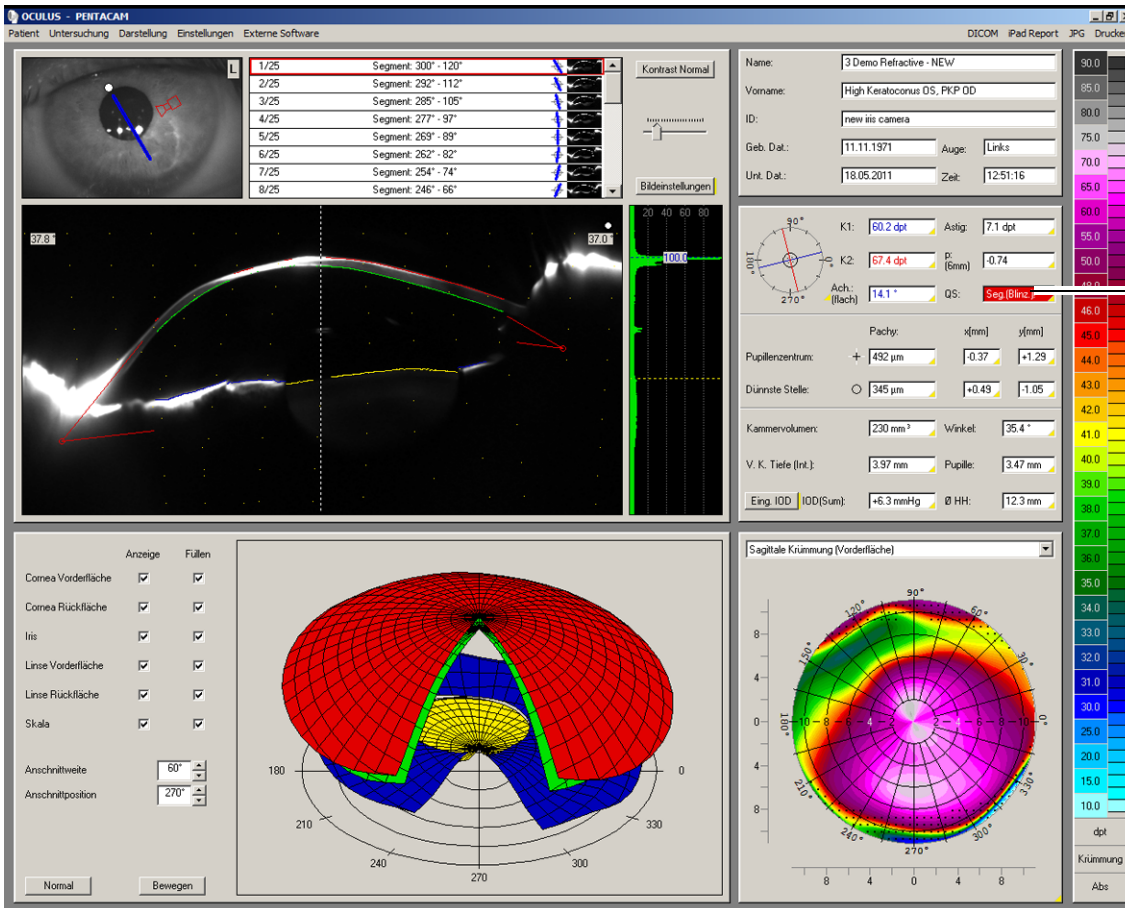 OCULUS - PENTACAM
Patient Untersuchung Darstellung Einstellungen Externe Software DICOM iPad Report JPG Drucke
L
1/25 Segment: 300° - 120°
2/25 Segment: 292° - 112°
3/25 Segment: 285° - 105°
4/25 Segment: 277° - 97°
5/25 Segment: 269° - 89°
6/25 Segment: 262° - 82°
7/25 Segment: 254° - 74°
8/25 Segment: 246° - 66°
Kontrast Normal
Bildeinstellungen
37.8 °
37.0 °
20 40 60 80
100.0
Name: 3 Demo Refractive - NEW
Vorname: High Keratoconus OS, PKP OD
ID: new iris camera
Geb. Dat.: 11.11.1971 Auge: Links
Unt. Dat.: 18.05.2011 Zeit: 12:51:16
90°
180°
0°
270°
K1: 60.2 dpt Astig: 7.1 dpt
K2: 67.4 dpt p: (6mm) -0.74
Ach.: (flach) 14.1 ° QS: Seg.(Blinz.)
Pachy: x[mm] y[mm]
Pupillenzentrum: + 492 µm -0.37 +1.29
Dünnste Stelle: 345 µm +0.49 -1.05
Kammervolumen: 230 mm³ Winkel: 35.4 °
V. K. Tiefe (Int.): 3.97 mm Pupille: 3.47 mm
Eing. IOD IOD(Sum): +6.3 mmHg Ø HH: 12.3 mm
Anzeige Füllen
Cornea Vorderfläche
Cornea Rückfläche
Iris
Linse Vorderfläche
Linse Rückfläche
Skala
Anschnittweite 60°
Anschnittposition 270°
Normal Bewegen
180
0
210
330
240
300
270
Sagittale Krümmung (Vorderfläche)
90°
120°
60°
150°
30°
180°
0°
210°
330°
240°
300°
270°
8
4
0
4
8
8 6 4 2 2 4 6 8 10
8 4 0 4 8
90.0
85.0
80.0
75.0
70.0
65.0
60.0
55.0
50.0
48.0
46.0
45.0
44.0
43.0
42.0
41.0
40.0
39.0
38.0
37.0
36.0
35.0
34.0
33.0
32.0
31.0
30.0
25.0
20.0
15.0
10.0
dpt
Krümmung
Abs